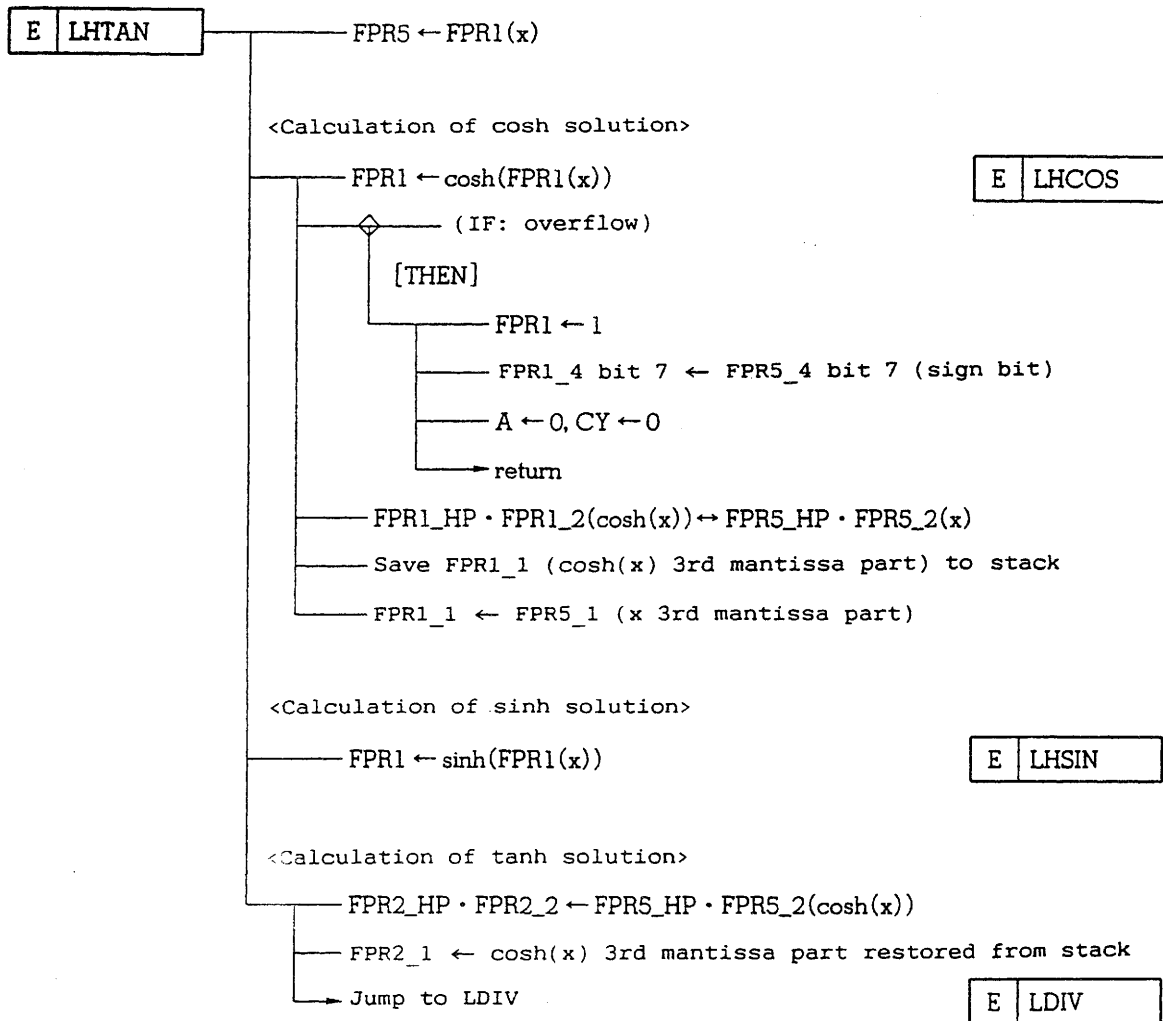 E LHTAN FPR5 ← FPR1(x)
<Calculation of cosh solution>
FPR1 ← cosh(FPR1(x)) E LHCOS
(IF: overflow)
[THEN]
FPR1 ← 1
FPR1_4 bit 7 ← FPR5_4 bit 7 (sign bit)
A ← 0, CY ← 0
return
FPR1_HP · FPR1_2(cosh(x)) ↔ FPR5_HP · FPR5_2(x)
Save FPR1_1 (cosh(x) 3rd mantissa part) to stack
FPR1_1 ← FPR5_1 (x 3rd mantissa part)
<Calculation of sinh solution>
FPR1 ← sinh(FPR1(x)) E LHSIN
<Calculation of tanh solution>
FPR2_HP · FPR2_2 ← FPR5_HP · FPR5_2(cosh(x))
FPR2_1 ← cosh(x) 3rd mantissa part restored from stack
Jump to LDIV E LDIV